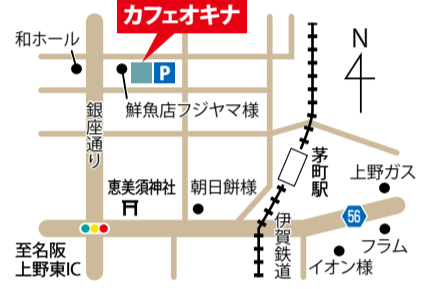 カフェオキナ
和ホール
N
P
鮮魚店フジヤマ様
銀座通り
茅町駅
上野ガス
恵美須神社
朝日餅様
56
伊賀鉄道
フラム
至名阪
上野東IC
イオン様